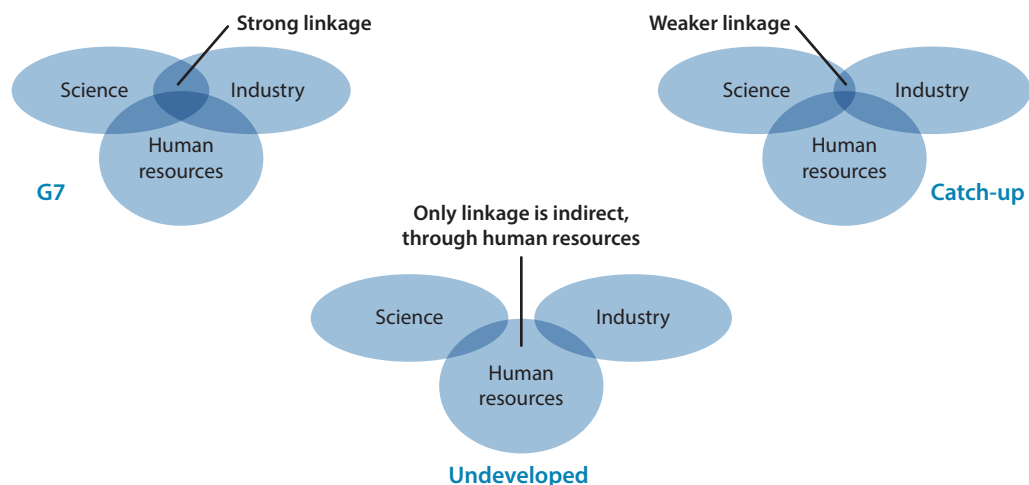 Strong linkage
Science
Industry
Human
resources
G7
Weaker linkage
Science
Industry
Human
resources
Catch-up
Only linkage is indirect,
through human resources
Science
Industry
Human
resources
Undeveloped